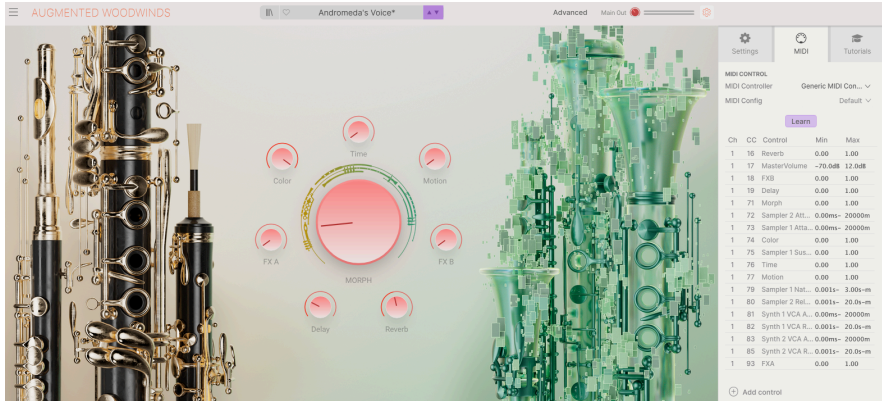 AUGMENTED WOODWINDS
Andromeda's Voice*
Advanced
Main Out
Settings
MIDI
Tutorials
MIDI CONTROL
MIDI Controller Generic MIDI Con...
MIDI Config Default
Learn
Ch CC Control Min Max
1 16 Reverb 0.00 1.00
1 17 MasterVolume -70.0dB 12.0dB
1 18 FXB 0.00 1.00
1 19 Delay 0.00 1.00
1 71 Morph 0.00 1.00
1 72 Sampler 2 Att... 0.00ms- 20000m
1 73 Sampler 1 Atta... 0.00ms- 20000m
1 74 Color 0.00 1.00
1 75 Sampler 1 Sus... 0.00 1.00
1 76 Time 0.00 1.00
1 77 Motion 0.00 1.00
1 79 Sampler 1 Nat... 0.001s- 3.00s-m
1 80 Sampler 2 Rel... 0.001s- 20.0s-m
1 81 Synth 1 VCA A... 0.00ms- 20000m
1 82 Synth 1 VCA R... 0.001s- 20.0s-m
1 83 Synth 2 VCA A... 0.00ms- 20000m
1 85 Synth 2 VCA R... 0.001s- 20.0s-m
1 93 FXA 0.00 1.00
Add control
Time
Color
Motion
FX A
FX B
MORPH
Delay
Reverb